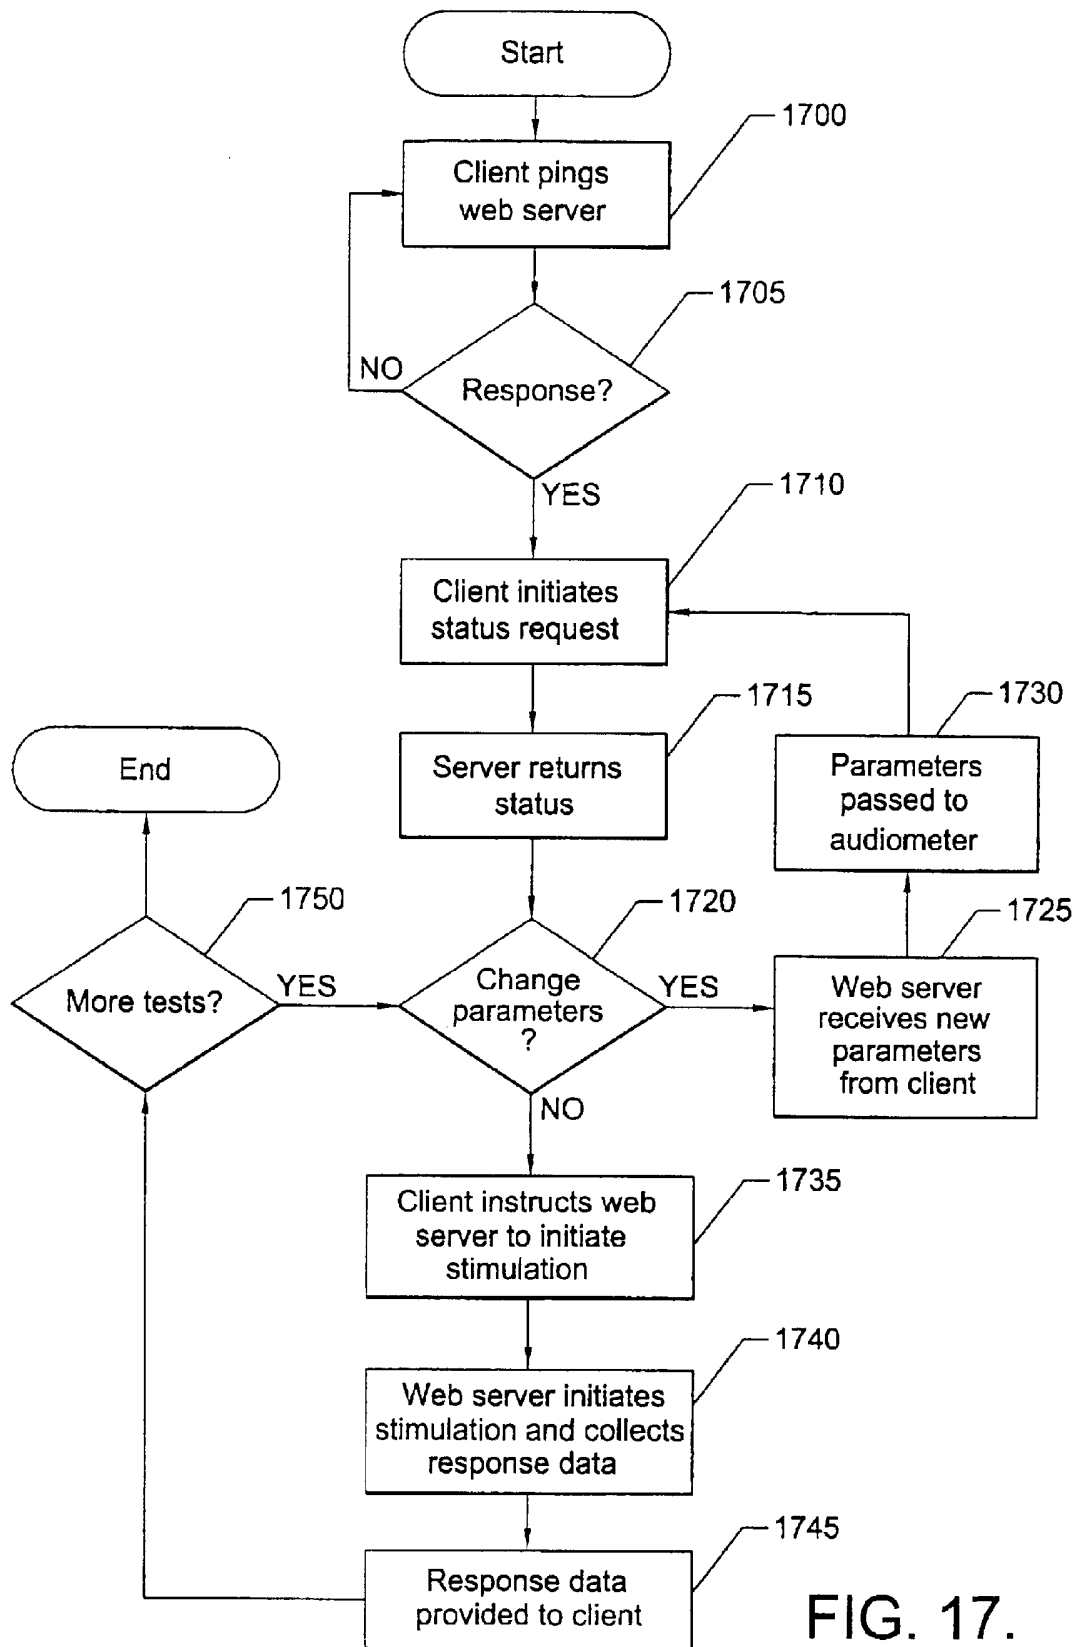 Start
1700
Client pings
web server
1705
NO
Response?
YES
1710
Client initiates
status request
1715
1730
End
Server returns
status
Parameters
passed to
audiometer
1750
1720
1725
More tests?
YES
Change
parameters
?
YES
Web server
receives new
parameters
from client
NO
1735
Client instructs web
server to initiate
stimulation
1740
Web server initiates
stimulation and collects
response data
1745
Response data
provided to client
FIG. 17.